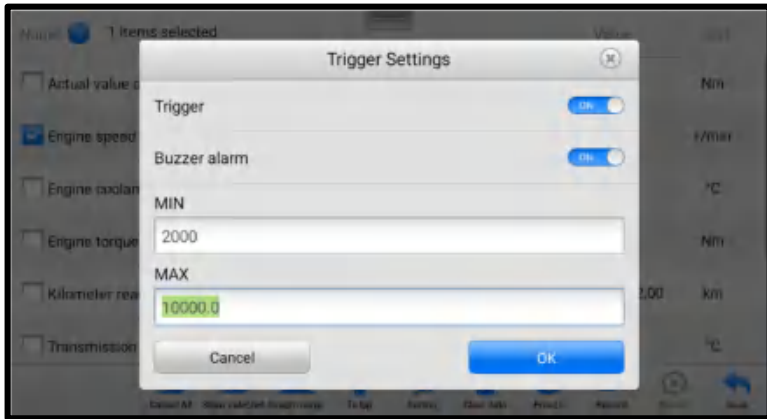 1 items selected
Value
Trigger Settings
Actual value o
Nm
Trigger
ON
Engine speed
r/min
Buzzer alarm
ON
Engine coolan
°C
MIN
2000
Engine torque
Nm
MAX
Kilometer rea
10000.0
2.00
km
Transmission
°C
Cancel
OK